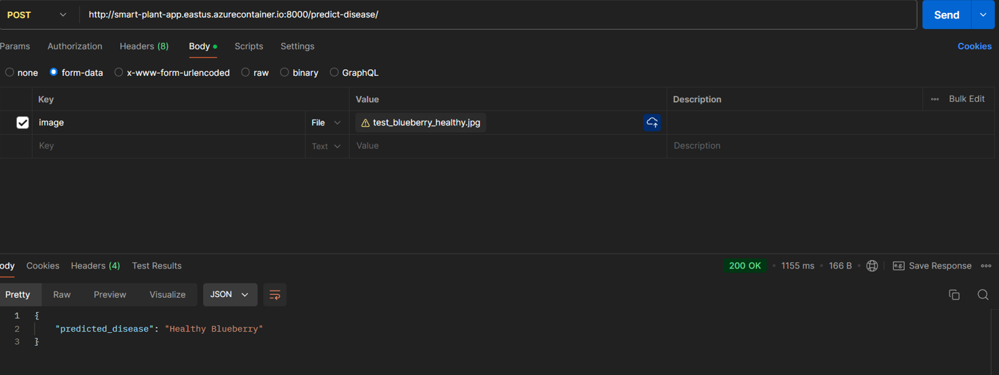 POST http://smart-plant-app.eastus.azurecontainer.io:8000/predict-disease/ Send
Params Authorization Headers (8) Body Scripts Settings Cookies
none form-data x-www-form-urlencoded raw binary GraphQL
Key Value Description Bulk Edit
image File test_blueberry_healthy.jpg
Key Text Value Description
ody Cookies Headers (4) Test Results 200 OK 1155 ms 166 B e.g. Save Response
Pretty Raw Preview Visualize JSON
1 {
2 "predicted_disease": "Healthy Blueberry"
3 }